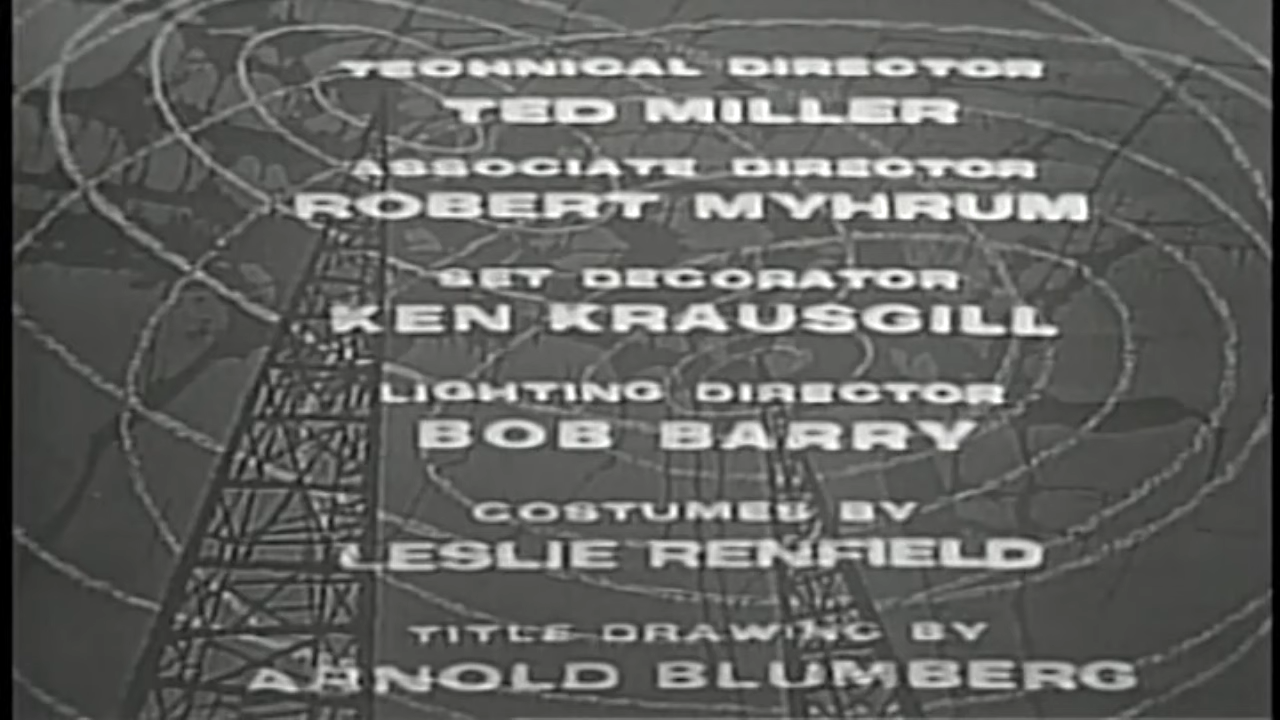 TECHNICAL DIRECTOR
TED MILLER
ASSOCIATE DIRECTOR
ROBERT MYHRUM
SET DECORATOR
KEN KRAUSGILL
LIGHTING DIRECTOR
BOB BARRY
COSTUMES BY
LESLIE RENFIELD
TITLE DRAWING BY
ARNOLD BLUMBERG